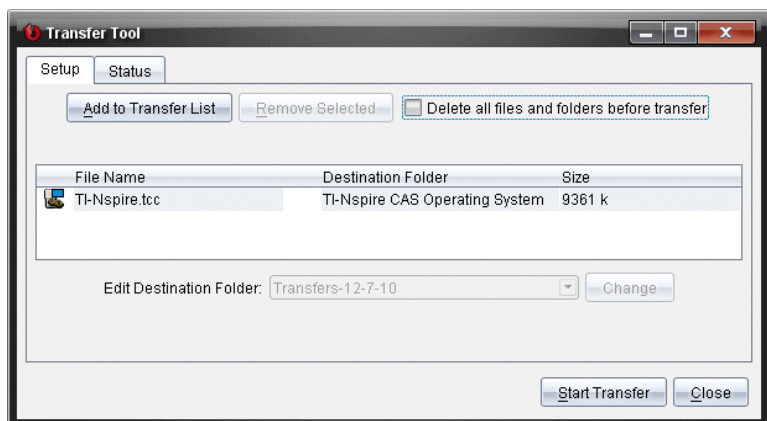 Transfer Tool
Setup Status
Add to Transfer List Remove Selected Delete all files and folders before transfer
File Name Destination Folder Size
TI-Nspire.tcc TI-Nspire CAS Operating System 9361 k
Edit Destination Folder: Transfers-12-7-10 Change
Start Transfer Close